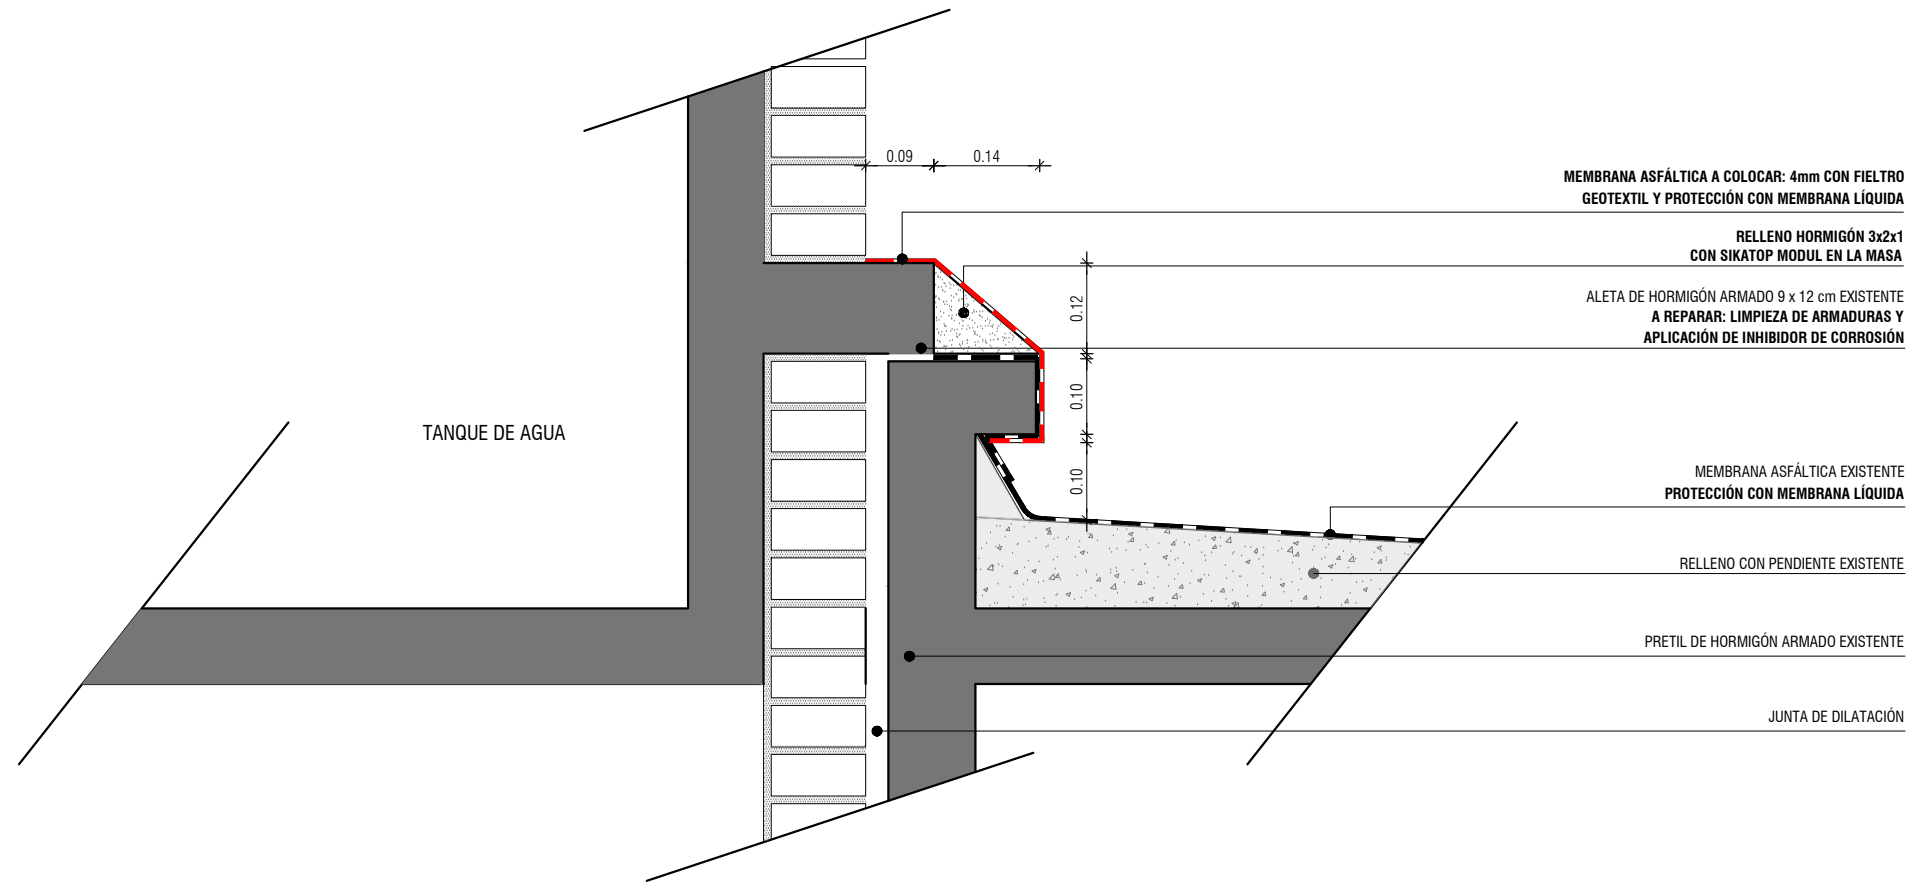 0.09
0.14
MEMBRANA ASFÁLTICA A COLOCAR: 4mm CON FIELTRO
GEOTEXTIL Y PROTECCIÓN CON MEMBRANA LÍQUIDA
RELLENO HORMIGÓN 3x2x1
CON SIKATOP MODUL EN LA MASA
0.12
ALETA DE HORMIGÓN ARMADO 9 x 12 cm EXISTENTE
A REPARAR: LIMPIEZA DE ARMADURAS Y
APLICACIÓN DE INHIBIDOR DE CORROSIÓN
0.10
TANQUE DE AGUA
0.10
MEMBRANA ASFÁLTICA EXISTENTE
PROTECCIÓN CON MEMBRANA LÍQUIDA
RELLENO CON PENDIENTE EXISTENTE
PRETIL DE HORMIGÓN ARMADO EXISTENTE
JUNTA DE DILATACIÓN